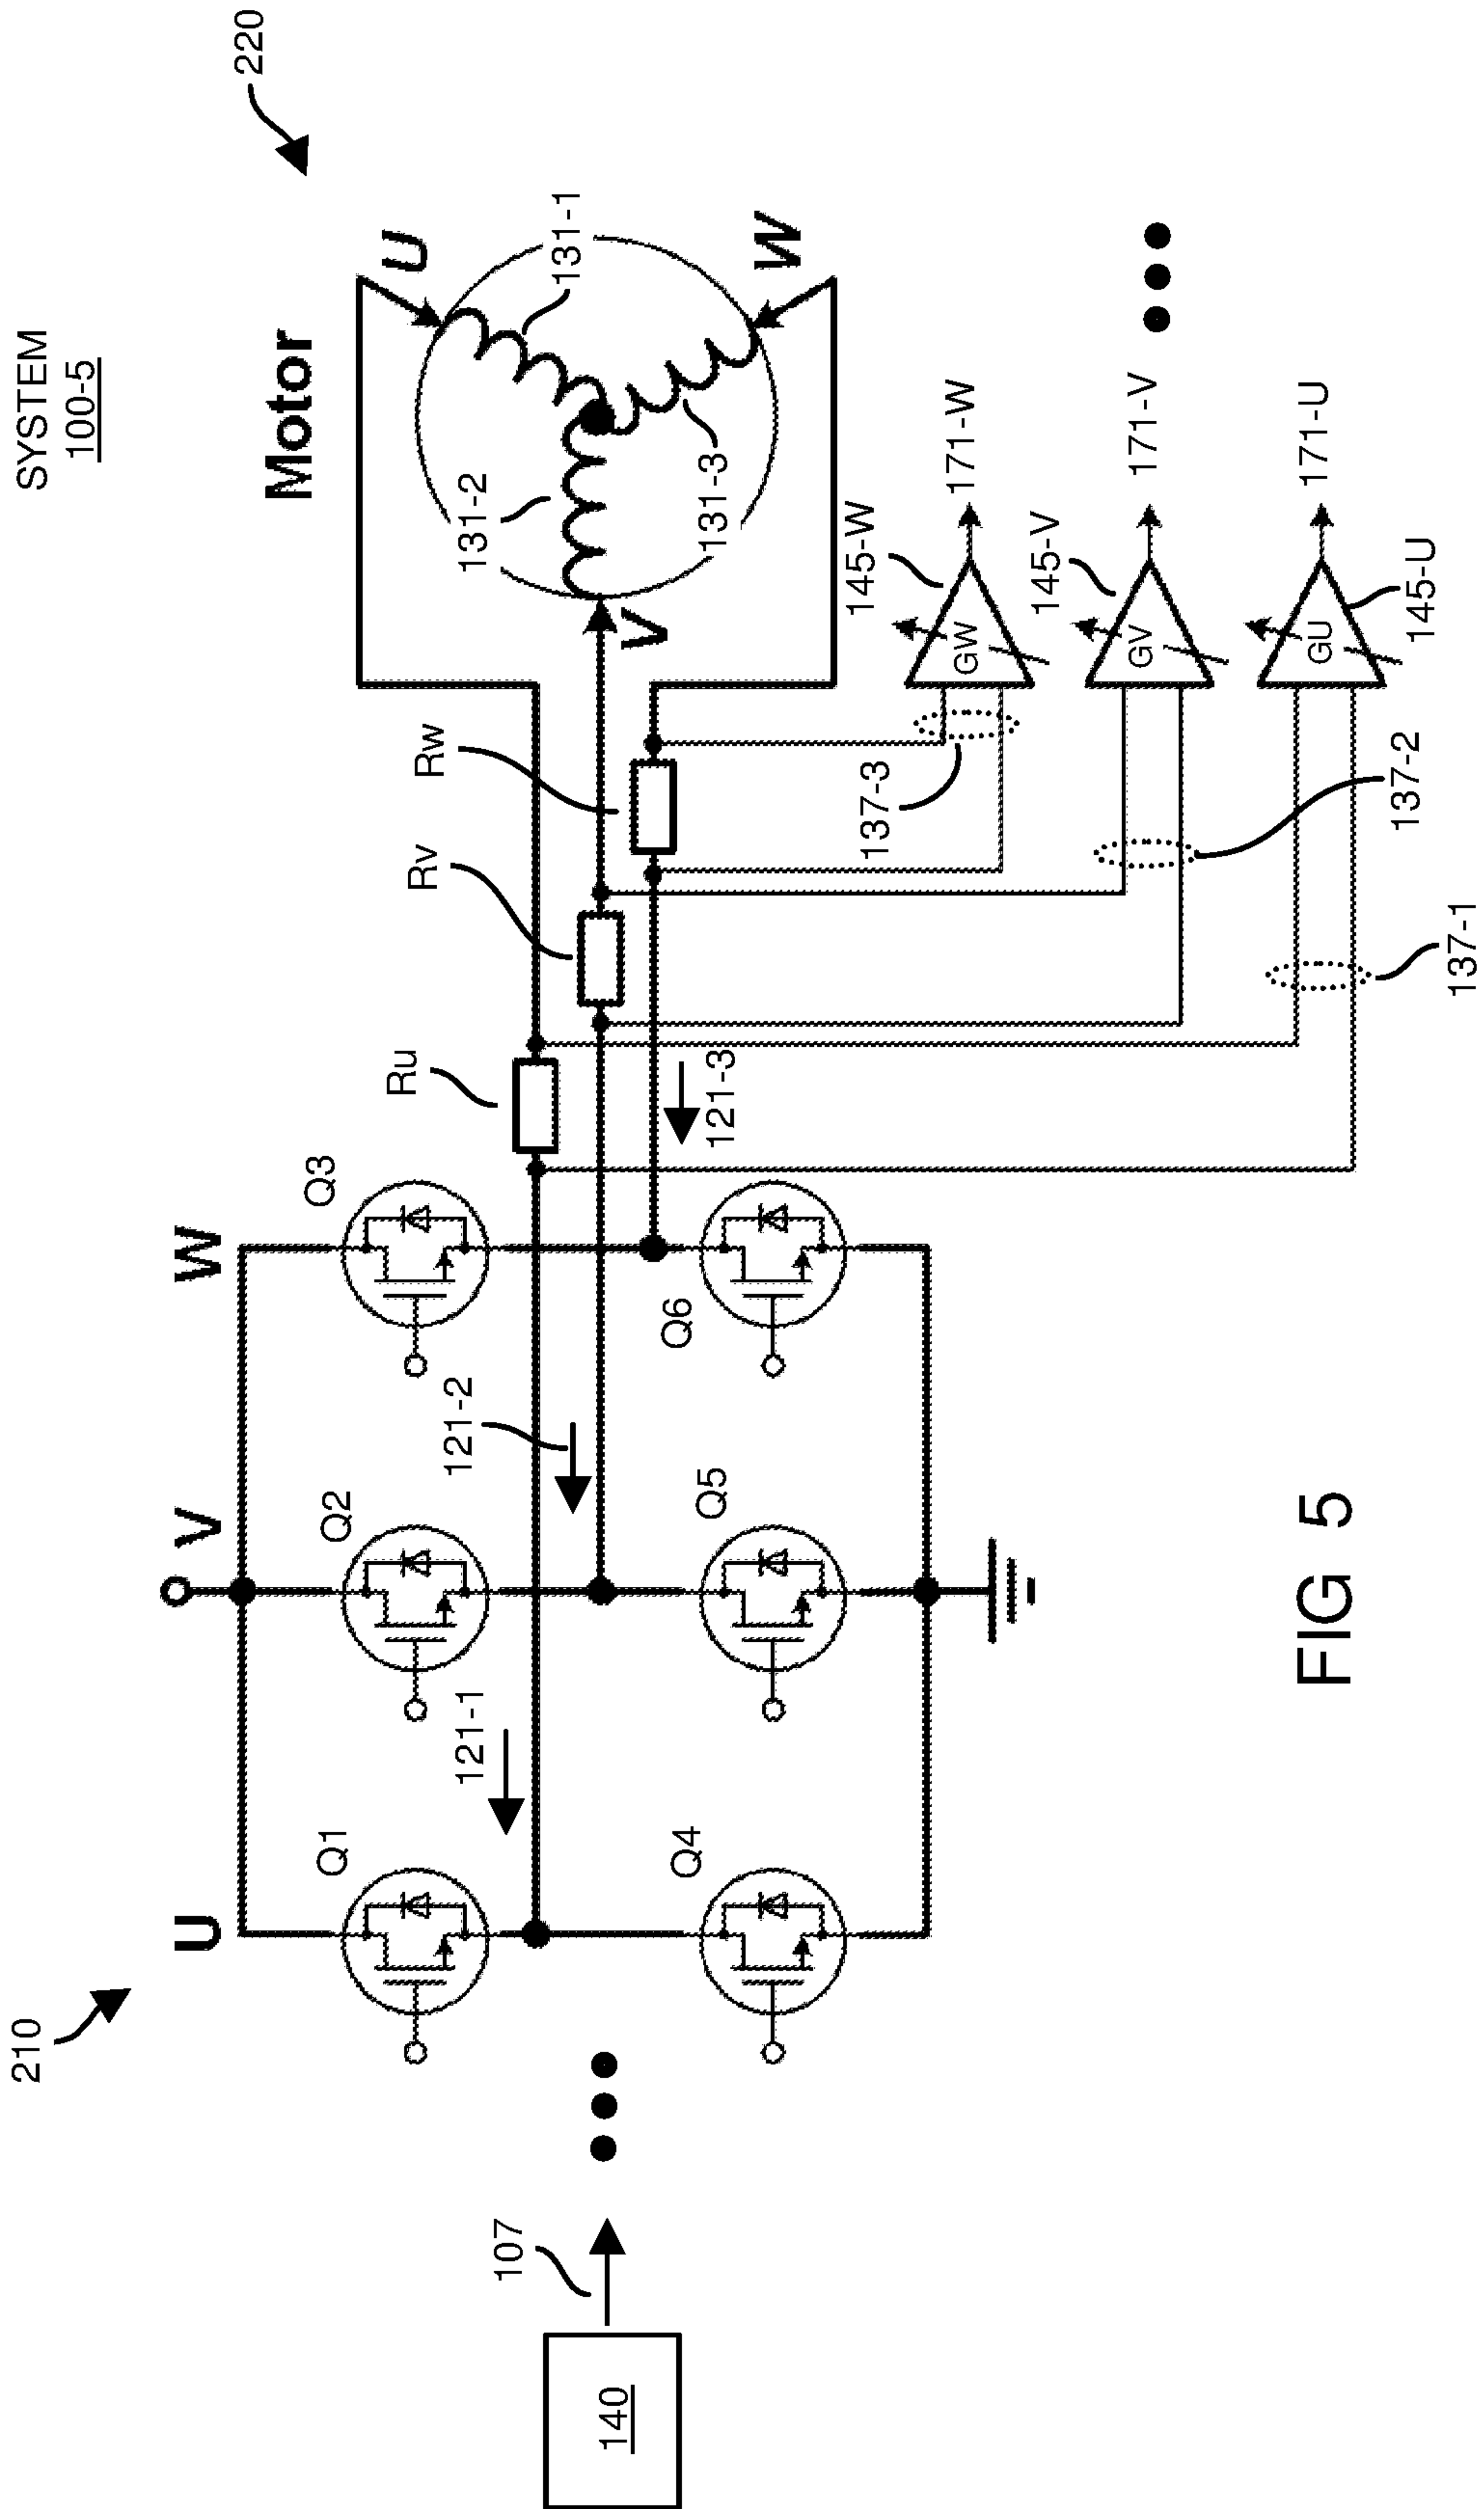 SYSTEM
100-5
210
220
U
V
W
Motor
Q1
Q2
Q3
Ru
Rv
Rw
U
121-1
121-2
131-2
131-1
107
140
V
Q4
Q5
Q6
121-3
131-3
W
137-3
145-W
GW
171-W
145-V
GV
171-V
137-2
GU
171-U
145-U
137-1
FIG 5